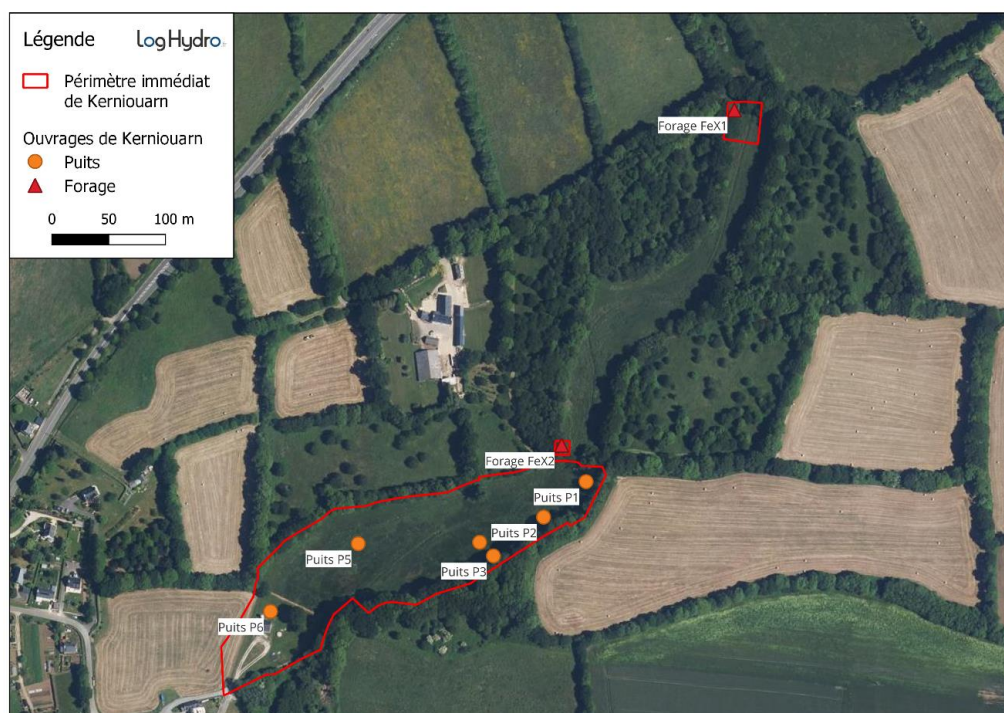 Légende
LogHydro
Périmètre immédiat
de Kerniouarn
Ouvrages de Kerniouarn
Puits
Forage
0 50 100 m
Forage FeX1
Forage FeX2
Puits P1
Puits P2
Puits P3
Puits P5
Puits P6